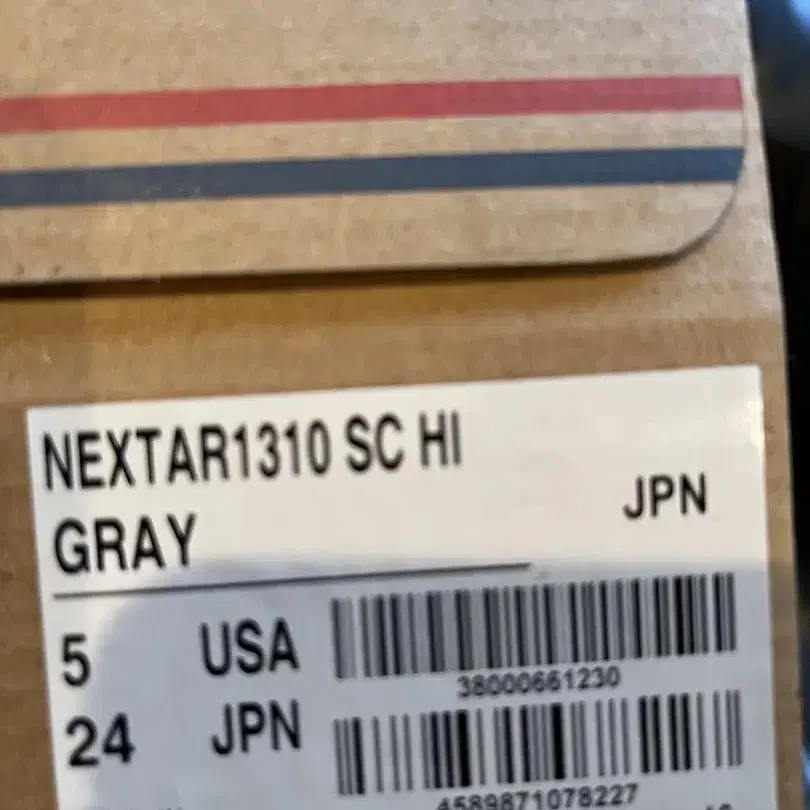 NEXTAR1310 SC HI
GRAY
JPN
5 USA
38000661230
24 JPN
4589871078227